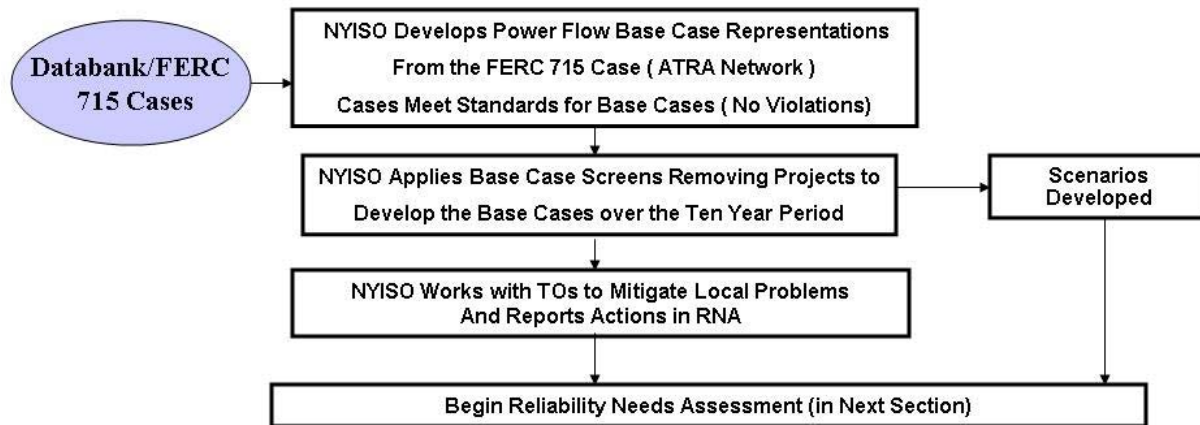 Databank/FERC
715 Cases
NYISO Develops Power Flow Base Case Representations
From the FERC 715 Case ( ATRA Network )
Cases Meet Standards for Base Cases ( No Violations)
NYISO Applies Base Case Screens Removing Projects to
Develop the Base Cases over the Ten Year Period
Scenarios
Developed
NYISO Works with TOs to Mitigate Local Problems
And Reports Actions in RNA
Begin Reliability Needs Assessment (in Next Section)